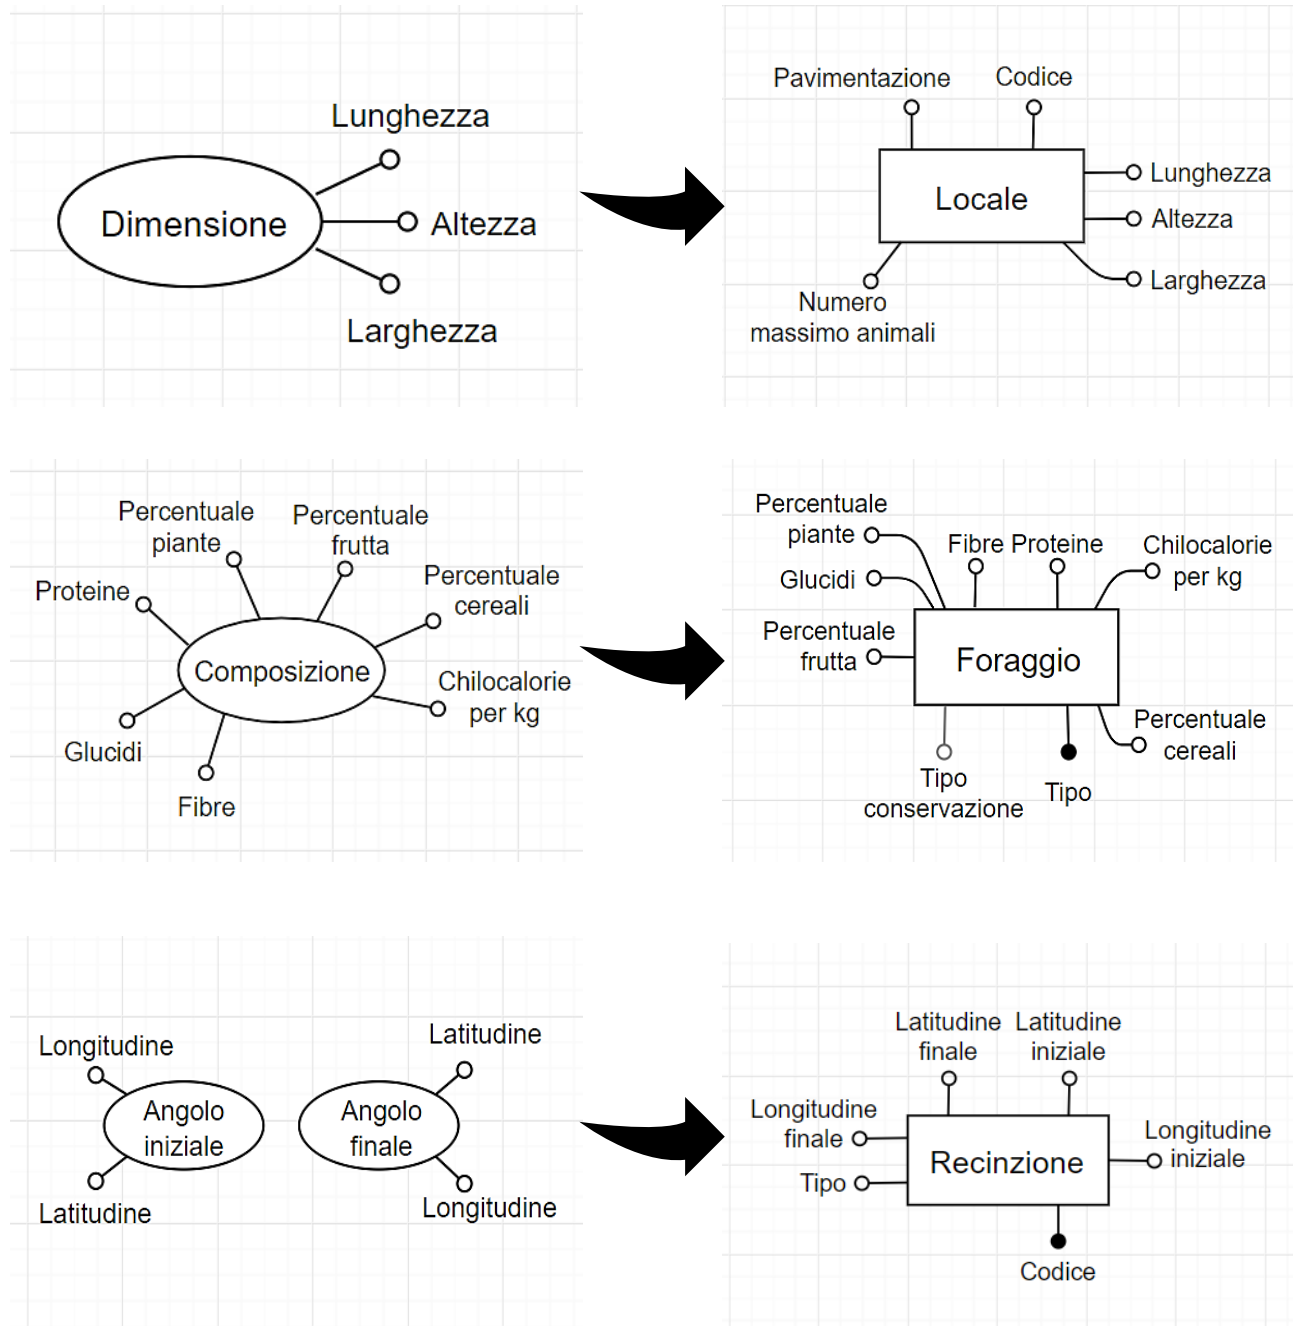 Lunghezza
Dimensione
Altezza
Larghezza
Pavimentazione
Codice
Locale
Lunghezza
Altezza
Larghezza
Numero
massimo animali
Percentuale
piante
Percentuale
frutta
Proteine
Percentuale
cereali
Composizione
Chilocalorie
per kg
Glucidi
Fibre
Percentuale
piante
Fibre
Proteine
Chilocalorie
per kg
Glucidi
Percentuale
frutta
Foraggio
Percentuale
cereali
Tipo
conservazione
Tipo
Longitudine
Angolo
iniziale
Latitudine
Latitudine
Angolo
finale
Longitudine
Latitudine
finale
Latitudine
iniziale
Longitudine
finale
Tipo
Recinzione
Longitudine
iniziale
Codice